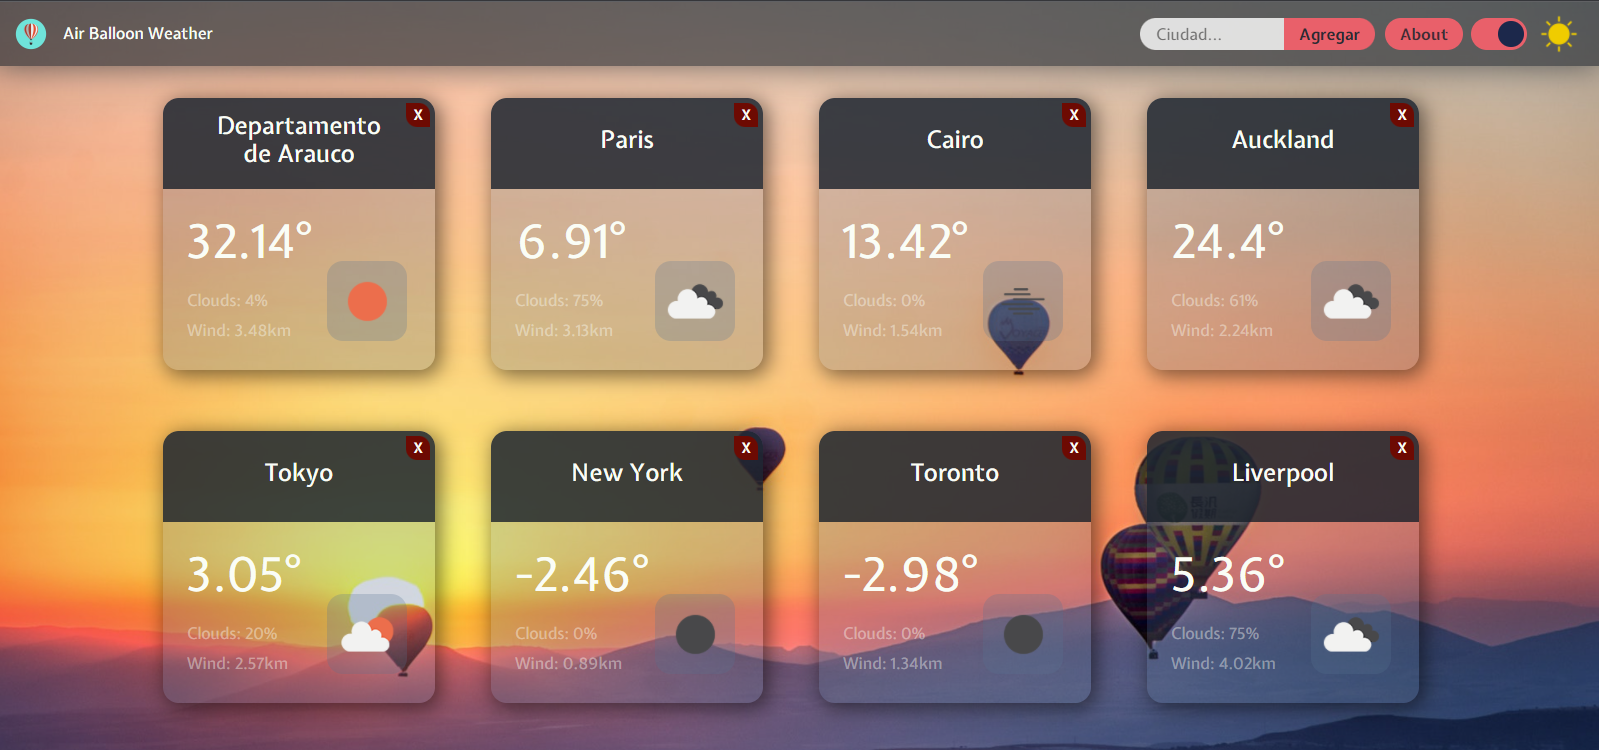 Air Balloon Weather
Ciudad...
Agregar
About
X
Departamento
de Arauco
32.14°
Clouds: 4%
Wind: 3.48km
X
Paris
6.91°
Clouds: 75%
Wind: 3.13km
X
Cairo
13.42°
Clouds: 0%
Wind: 1.54km
X
Auckland
24.4°
Clouds: 61%
Wind: 2.24km
X
Tokyo
3.05°
Clouds: 20%
Wind: 2.57km
X
New York
-2.46°
Clouds: 0%
Wind: 0.89km
X
Toronto
-2.98°
Clouds: 0%
Wind: 1.34km
X
Liverpool
5.36°
Clouds: 75%
Wind: 4.02km